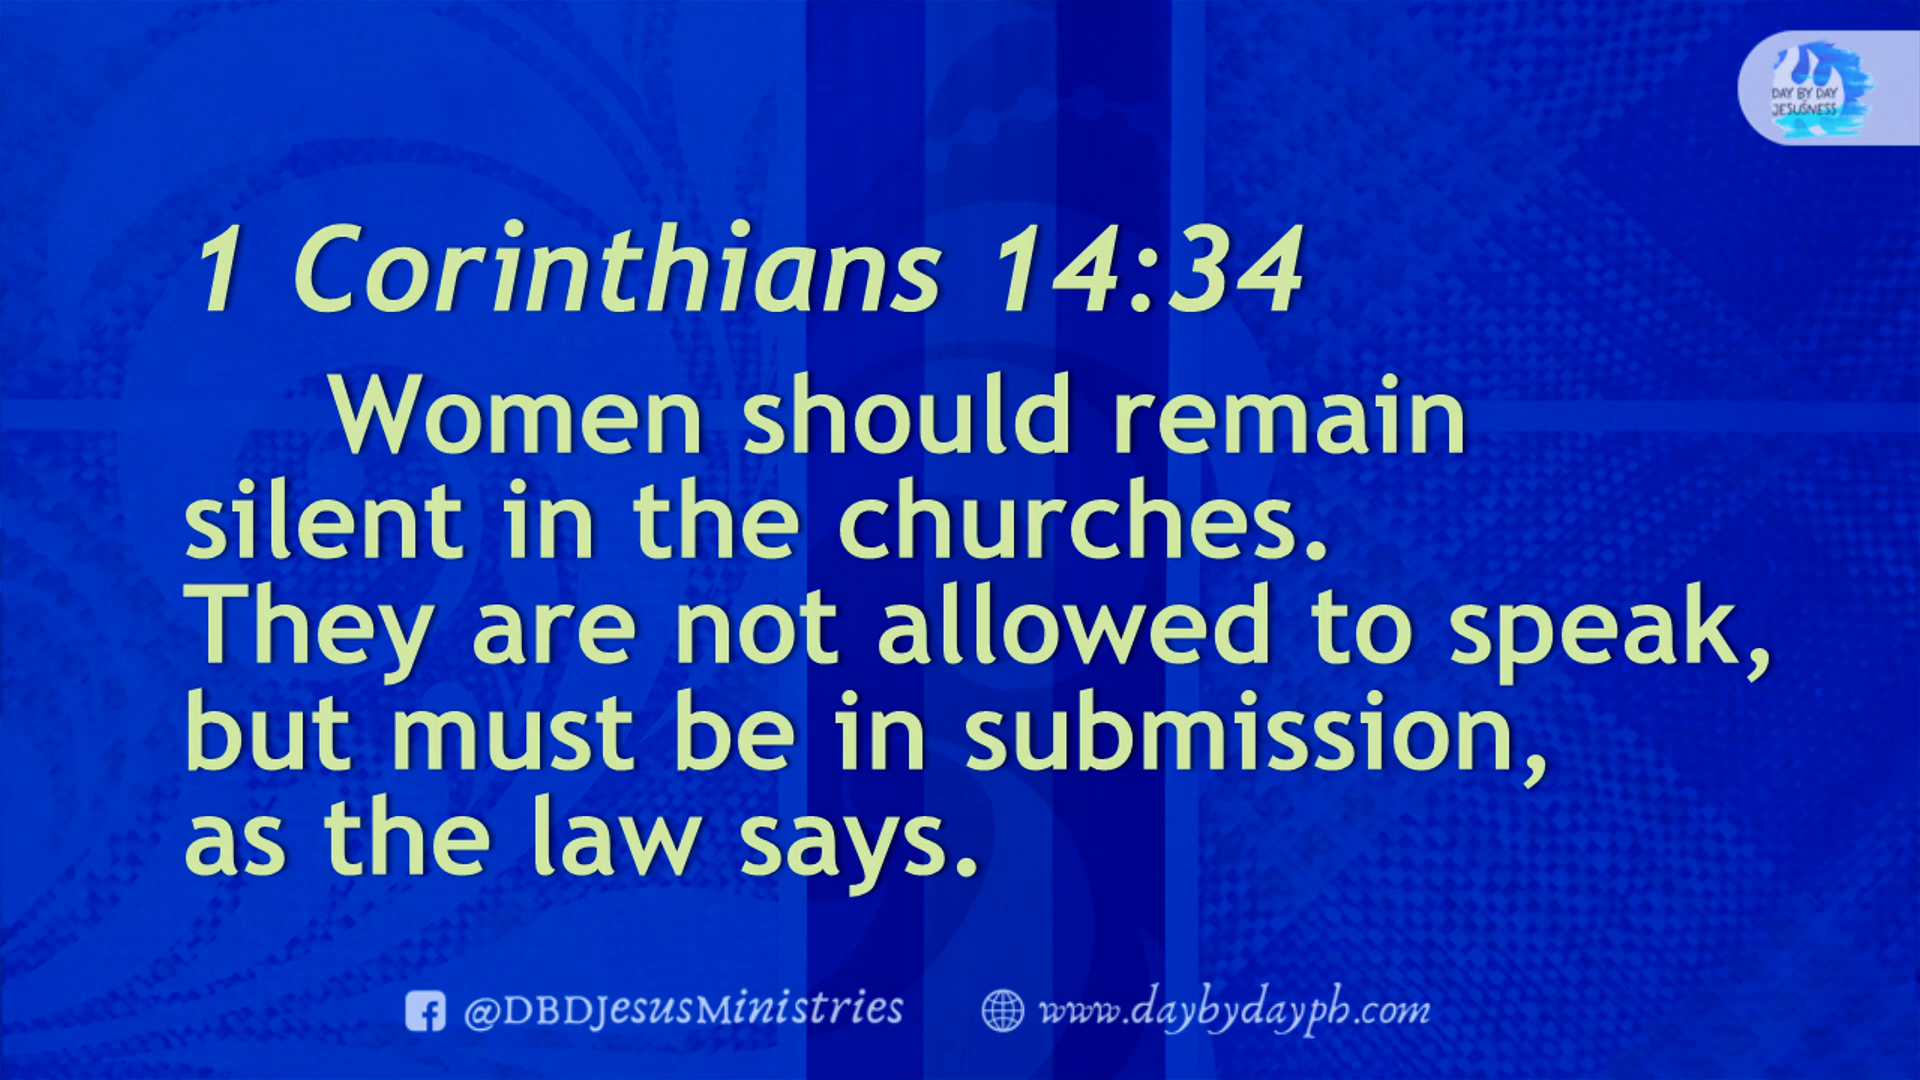 DAY BY DAY
JESUSNESS
1 Corinthians 14:34
Women should remain
silent in the churches.
They are not allowed to speak,
but must be in submission,
as the law says.
@DBDJesusMinistries www.daybydayph.com